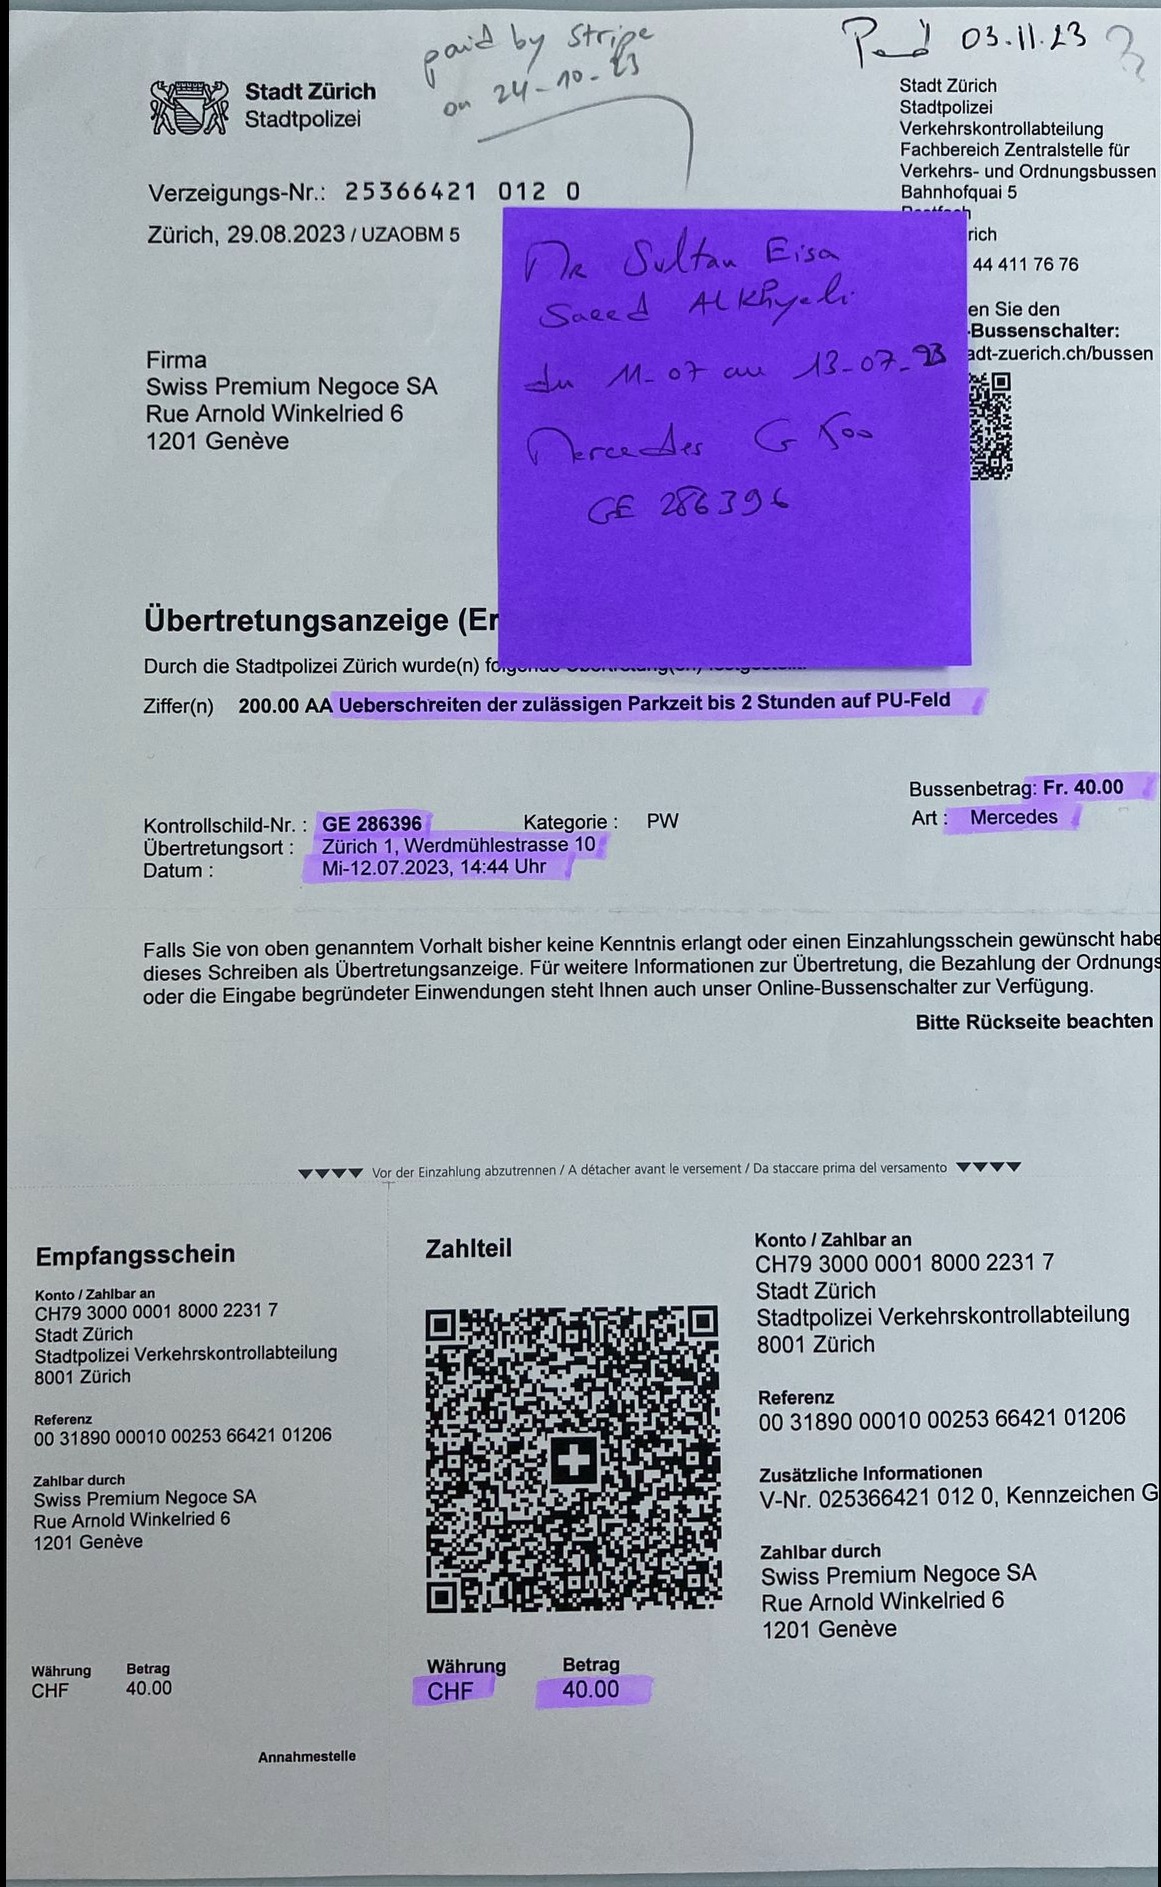 paid by Stripe
on 24-10-23
03.11.23
Stadt Zürich
Stadtpolizei
Stadt Zürich
Stadtpolizei
Verkehrskontrollabteilung
Fachbereich Zentralstelle für
Verkehrs- und Ordnungsbussen
Bahnhofquai 5
rich
44 411 76 76
en Sie den
-Bussenschalter:
adt-zuerich.ch/bussen
Verzeigungs-Nr.: 25366421 012 0
Zürich, 29.08.2023 / UZAOBM 5
Firma
Swiss Premium Negoce SA
Rue Arnold Winkelried 6
1201 Genève
Mr Sultan Eisa
Saeed AlKhyeli
du 11-07 au 13-07-23
Mercedes G 500
GE 286396
Übertretungsanzeige (Er
Durch die Stadtpolizei Zürich wurde(n)
Ziffer(n) 200.00 AA Ueberschreiten der zulässigen Parkzeit bis 2 Stunden auf PU-Feld
Bussenbetrag: Fr. 40.00
Kontrollschild-Nr. : GE 286396 Kategorie : PW Art : Mercedes
Übertretungsort : Zürich 1, Werdmühlestrasse 10
Datum : Mi-12.07.2023, 14:44 Uhr
Falls Sie von oben genanntem Vorhalt bisher keine Kenntnis erlangt oder einen Einzahlungsschein gewünscht habe
dieses Schreiben als Übertretungsanzeige. Für weitere Informationen zur Übertretung, die Bezahlung der Ordnungs
oder die Eingabe begründeter Einwendungen steht Ihnen auch unser Online-Bussenschalter zur Verfügung.
Bitte Rückseite beachten
Vor der Einzahlung abzutrennen / A détacher avant le versement / Da staccare prima del versamento
Empfangsschein
Konto / Zahlbar an
CH79 3000 0001 8000 2231 7
Stadt Zürich
Stadtpolizei Verkehrskontrollabteilung
8001 Zürich
Referenz
00 31890 00010 00253 66421 01206
Zahlbar durch
Swiss Premium Negoce SA
Rue Arnold Winkelried 6
1201 Genève
Währung Betrag
CHF 40.00
Annahmestelle
Zahlteil
Währung Betrag
CHF 40.00
Konto / Zahlbar an
CH79 3000 0001 8000 2231 7
Stadt Zürich
Stadtpolizei Verkehrskontrollabteilung
8001 Zürich
Referenz
00 31890 00010 00253 66421 01206
Zusätzliche Informationen
V-Nr. 025366421 012 0, Kennzeichen G
Zahlbar durch
Swiss Premium Negoce SA
Rue Arnold Winkelried 6
1201 Genève